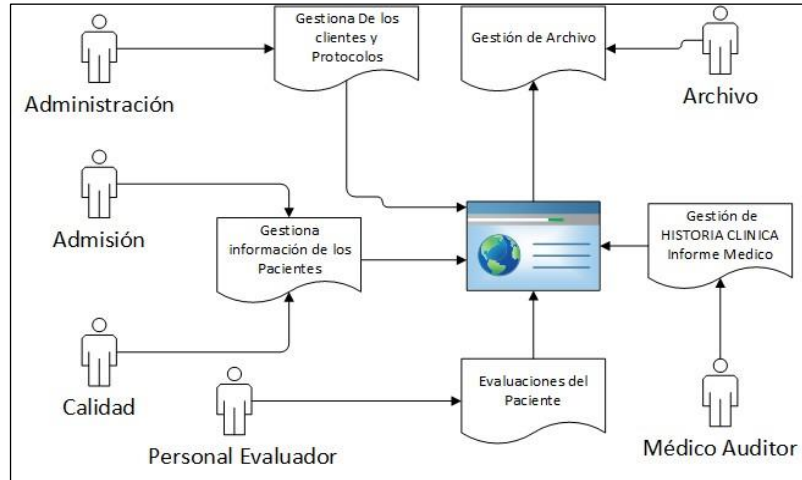 Gestiona De los
clientes y
Protocolos
Gestión de Archivo
Administración
Archivo
Admisión
Gestiona
información de los
Pacientes
Gestión de
HISTORIA CLINICA
Informe Medico
Calidad
Evaluaciones del
Paciente
Personal Evaluador
Médico Auditor